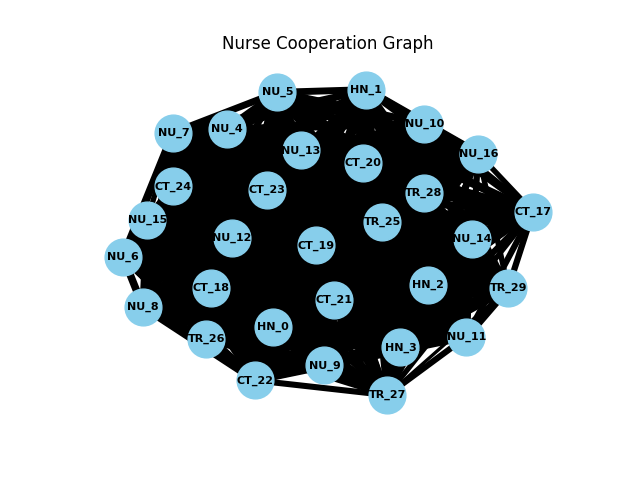 Nurse Cooperation Graph
NU_5
HN_1
NU_7
NU_4
NU_10
NU_13
CT_20
NU_16
CT_24
CT_23
TR_28
NU_15
TR_25
CT_17
NU_12
CT_19
NU_14
NU_6
CT_18
HN_2
TR_29
NU_8
CT_21
TR_26
HN_0
HN_3
NU_11
CT_22
NU_9
TR_27